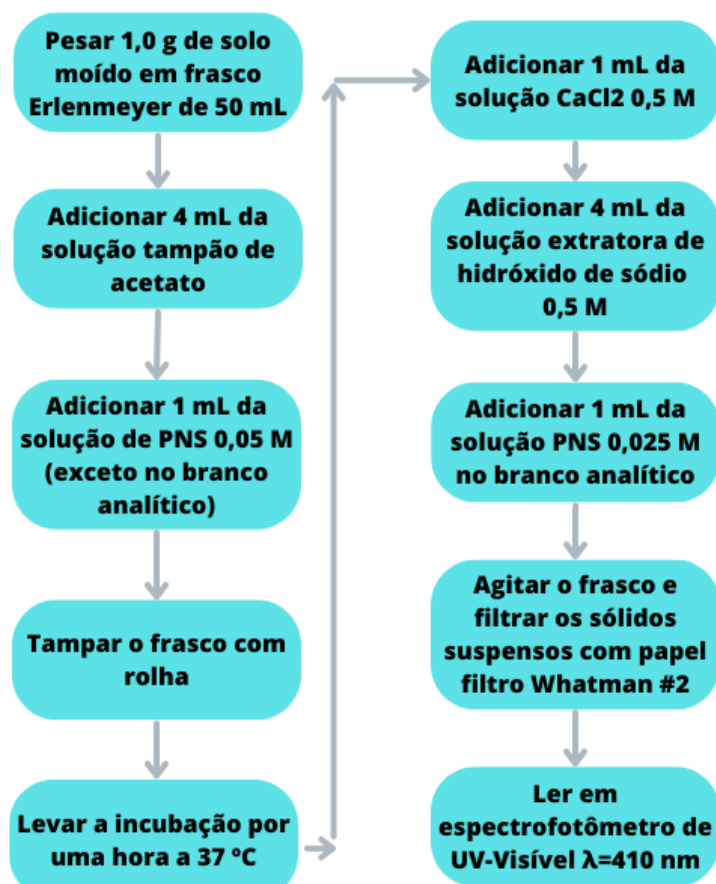 Pesar 1,0 g de solo
moído em frasco
Erlenmeyer de 50 mL
Adicionar 4 mL da
solução tampão de
acetato
Adicionar 1 mL da
solução de PNS 0,05 M
(exceto no branco
analítico)
Tampar o frasco com
rolha
Levar a incubação por
uma hora a 37 ºC
Adicionar 1 mL da
solução CaCl2 0,5 M
Adicionar 4 mL da
solução extratora de
hidróxido de sódio
0,5 M
Adicionar 1 mL da
solução PNS 0,025 M
no branco analítico
Agitar o frasco e
filtrar os sólidos
suspensos com papel
filtro Whatman #2
Ler em
espectrofotômetro de
UV-Visível λ=410 nm